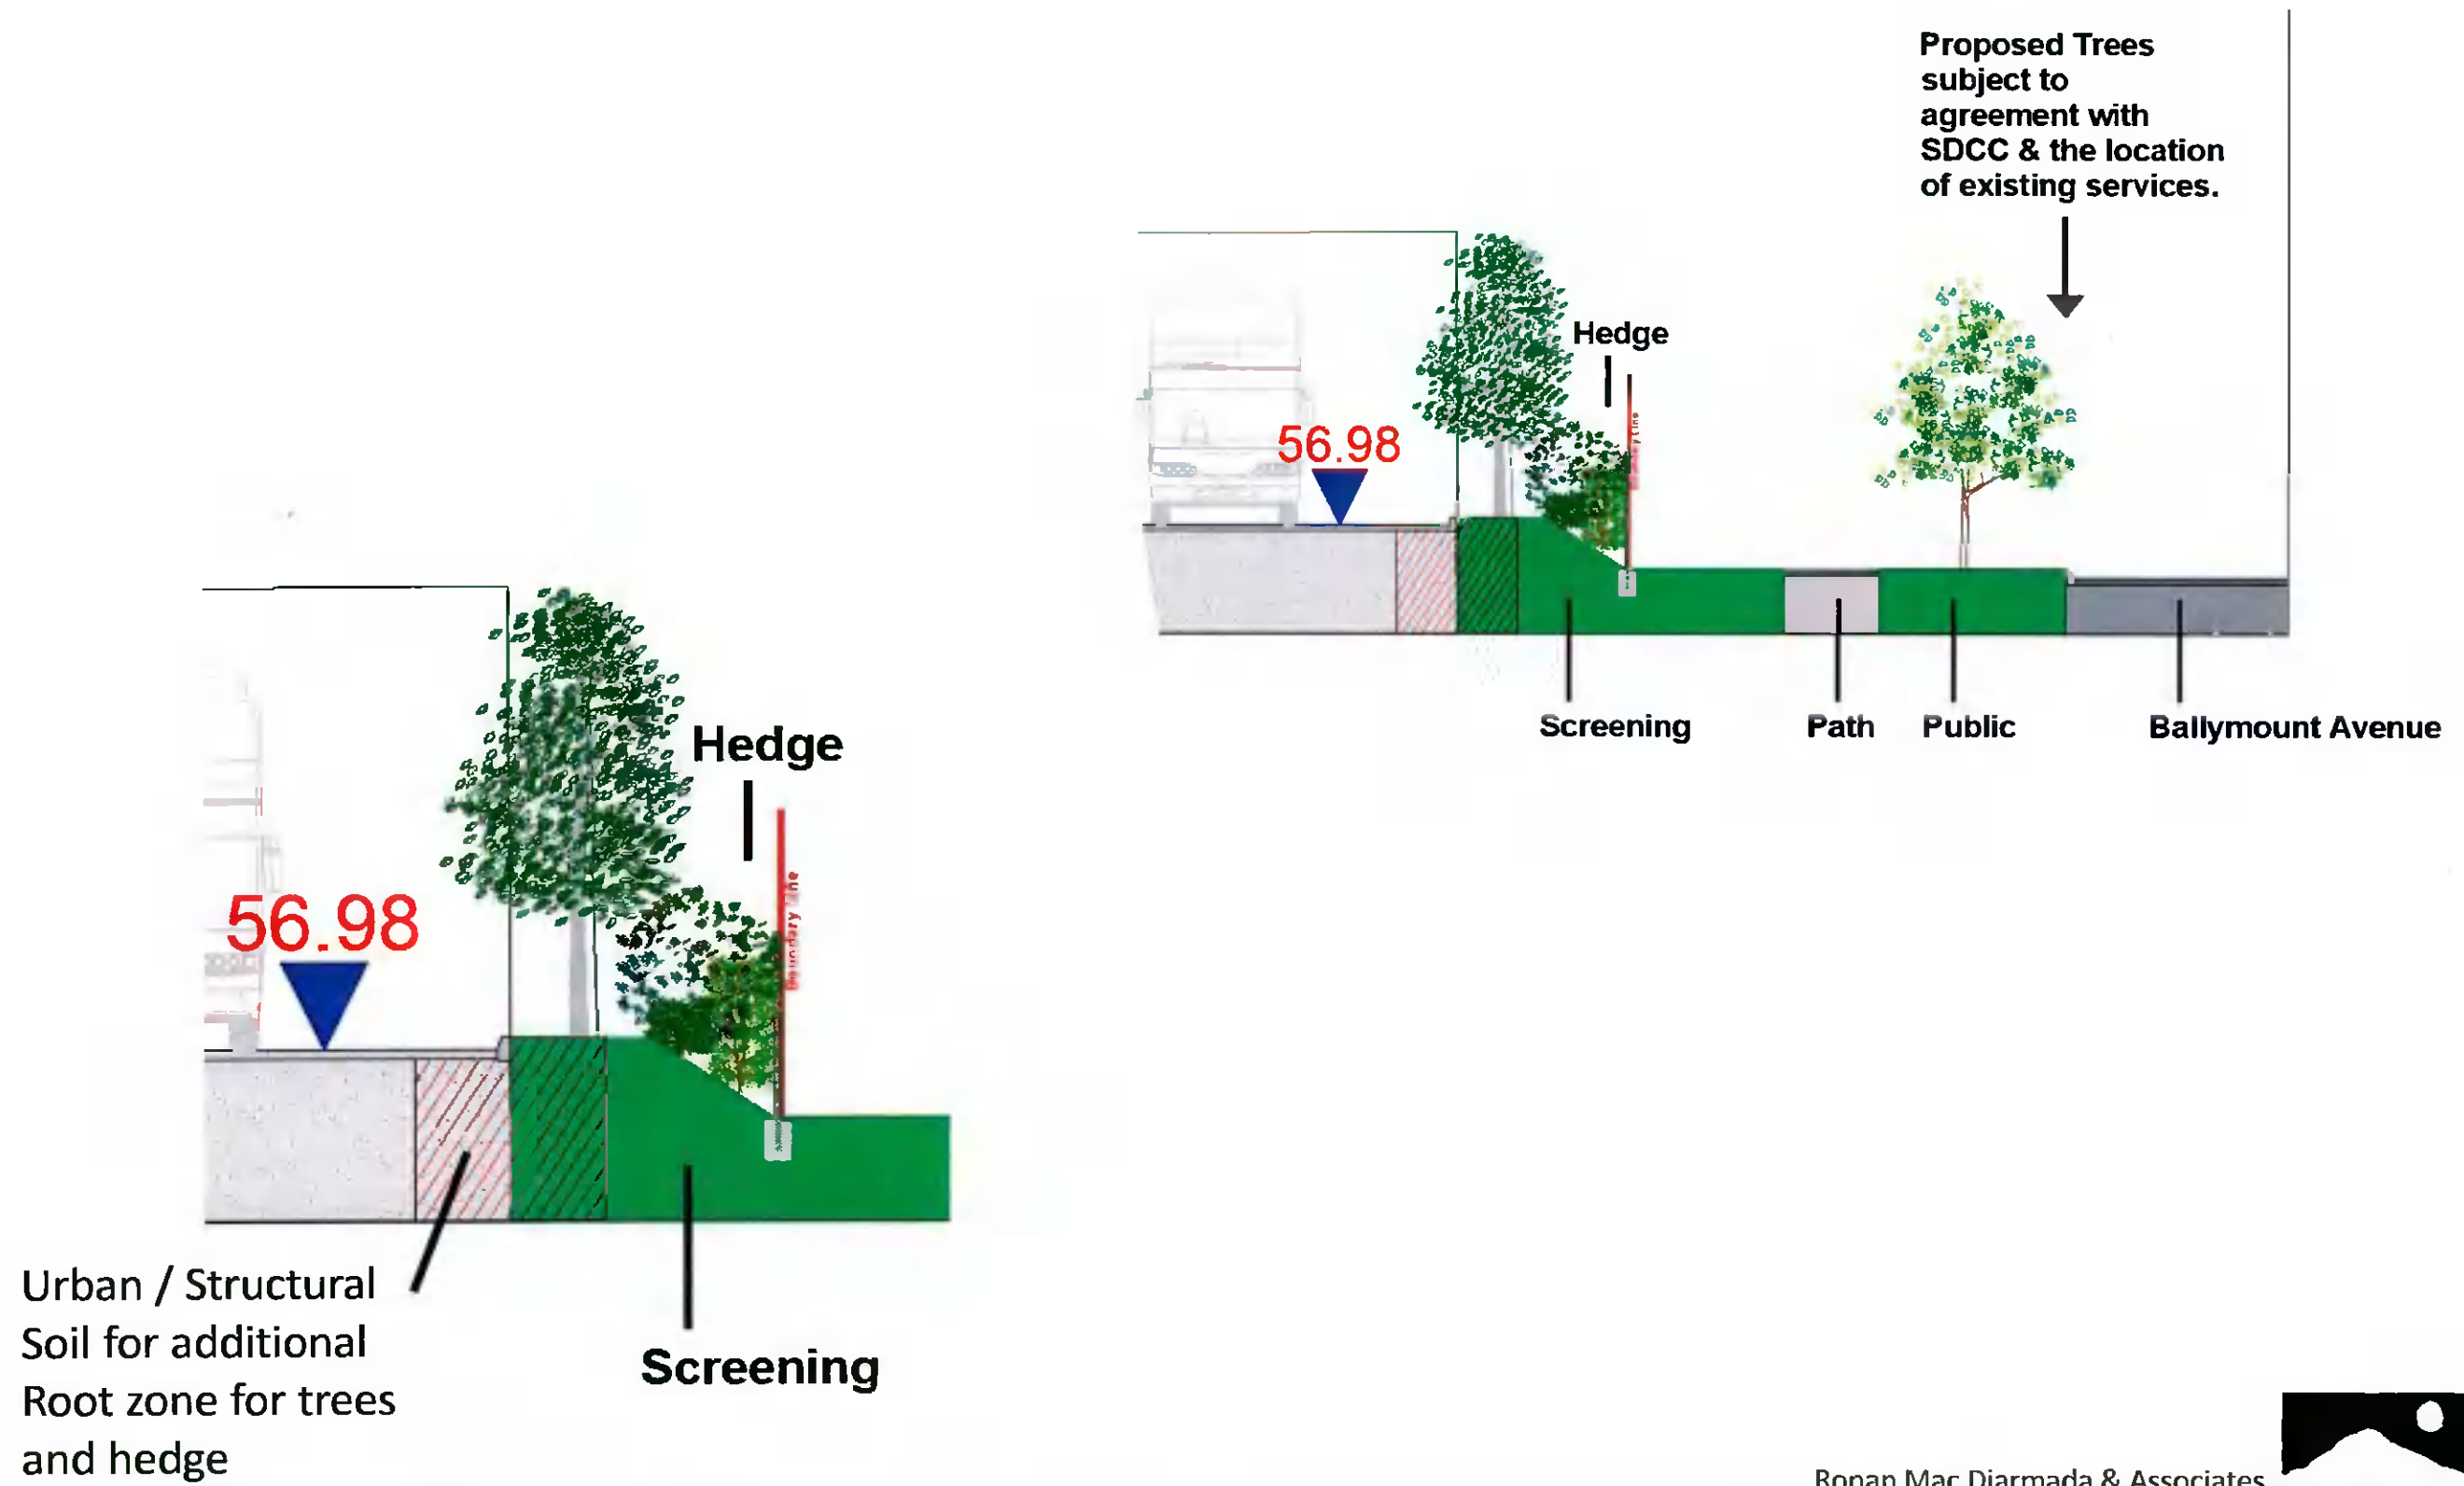 Proposed Trees
subject to
agreement with
SDCC & the location
of existing services.
Hedge
56.98
Screening
Path
Public
Ballymount Avenue
Hedge
56.98
Boundary Line
Urban / Structural
Soil for additional
Root zone for trees
and hedge
Screening
Ronan Mac Diarmada & Associates